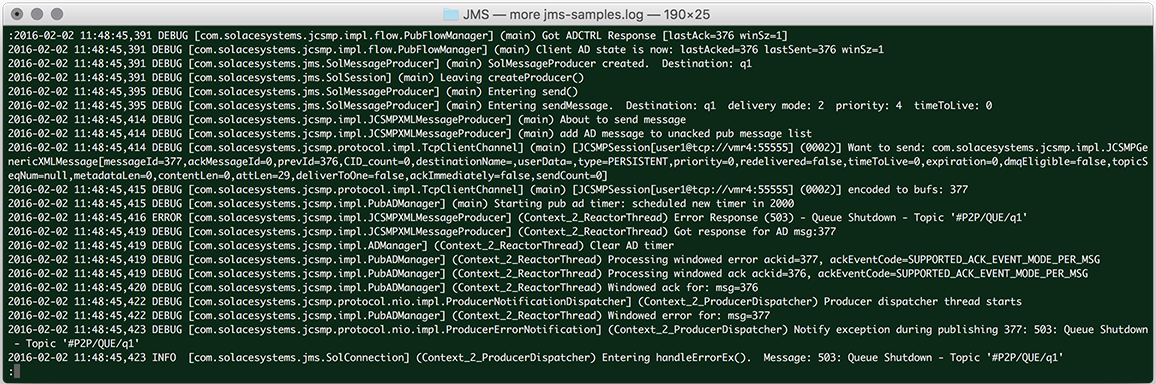 JMS — more jms-samples.log — 190×25
:2016-02-02 11:48:45,391 DEBUG [com.solacesystems.jcsmp.impl.flow.PubFlowManager] (main) Got ADCTRL Response [lastAck=376 winSz=1]
2016-02-02 11:48:45,391 DEBUG [com.solacesystems.jcsmp.impl.flow.PubFlowManager] (main) Client AD state is now: lastAcked=376 lastSent=376 winSz=1
2016-02-02 11:48:45,391 DEBUG [com.solacesystems.jms.SolMessageProducer] (main) SolMessageProducer created.  Destination: q1
2016-02-02 11:48:45,391 DEBUG [com.solacesystems.jms.SolSession] (main) Leaving createProducer()
2016-02-02 11:48:45,395 DEBUG [com.solacesystems.jms.SolMessageProducer] (main) Entering send()
2016-02-02 11:48:45,395 DEBUG [com.solacesystems.jms.SolMessageProducer] (main) Entering sendMessage.  Destination: q1  delivery mode: 2  priority: 4  timeToLive: 0
2016-02-02 11:48:45,414 DEBUG [com.solacesystems.jcsmp.impl.JCSMPXMLMessageProducer] (main) About to send message
2016-02-02 11:48:45,414 DEBUG [com.solacesystems.jcsmp.impl.JCSMPXMLMessageProducer] (main) add AD message to unacked pub message list
2016-02-02 11:48:45,414 DEBUG [com.solacesystems.jcsmp.protocol.impl.TcpClientChannel] (main) [JCSMPSession[user1@tcp://vmr4:55555] (0002)] Want to send: com.solacesystems.jcsmp.impl.JCSMPGe
nericXMLMessage[messageId=377,ackMessageId=0,prevId=376,CID_count=0,destinationName=,userData=,type=PERSISTENT,priority=0,redelivered=false,timeToLive=0,expiration=0,dmqEligible=false,topicS
eqNum=null,metadataLen=0,contentLen=0,attLen=29,deliverToOne=false,ackImmediately=false,sendCount=0]
2016-02-02 11:48:45,415 DEBUG [com.solacesystems.jcsmp.protocol.impl.TcpClientChannel] (main) [JCSMPSession[user1@tcp://vmr4:55555] (0002)] encoded to bufs: 377
2016-02-02 11:48:45,415 DEBUG [com.solacesystems.jcsmp.impl.PubADManager] (main) Starting pub ad timer: scheduled new timer in 2000
2016-02-02 11:48:45,416 ERROR [com.solacesystems.jcsmp.impl.JCSMPXMLMessageProducer] (Context_2_ReactorThread) Error Response (503) - Queue Shutdown - Topic '#P2P/QUE/q1'
2016-02-02 11:48:45,419 DEBUG [com.solacesystems.jcsmp.impl.JCSMPXMLMessageProducer] (Context_2_ReactorThread) Got response for AD msg:377
2016-02-02 11:48:45,419 DEBUG [com.solacesystems.jcsmp.impl.ADManager] (Context_2_ReactorThread) Clear AD timer
2016-02-02 11:48:45,419 DEBUG [com.solacesystems.jcsmp.impl.PubADManager] (Context_2_ReactorThread) Processing windowed error ackid=377, ackEventCode=SUPPORTED_ACK_EVENT_MODE_PER_MSG
2016-02-02 11:48:45,419 DEBUG [com.solacesystems.jcsmp.impl.PubADManager] (Context_2_ReactorThread) Processing windowed ack ackid=376, ackEventCode=SUPPORTED_ACK_EVENT_MODE_PER_MSG
2016-02-02 11:48:45,420 DEBUG [com.solacesystems.jcsmp.impl.PubADManager] (Context_2_ReactorThread) Windowed ack for: msg=376
2016-02-02 11:48:45,422 DEBUG [com.solacesystems.jcsmp.protocol.nio.impl.ProducerNotificationDispatcher] (Context_2_ProducerDispatcher) Producer dispatcher thread starts
2016-02-02 11:48:45,422 DEBUG [com.solacesystems.jcsmp.impl.PubADManager] (Context_2_ReactorThread) Windowed error for: msg=377
2016-02-02 11:48:45,423 DEBUG [com.solacesystems.jcsmp.protocol.nio.impl.ProducerErrorNotification] (Context_2_ProducerDispatcher) Notify exception during publishing 377: 503: Queue Shutdown
 - Topic '#P2P/QUE/q1'
2016-02-02 11:48:45,423 INFO  [com.solacesystems.jms.SolConnection] (Context_2_ProducerDispatcher) Entering handleErrorEx().  Message: 503: Queue Shutdown - Topic '#P2P/QUE/q1'
: